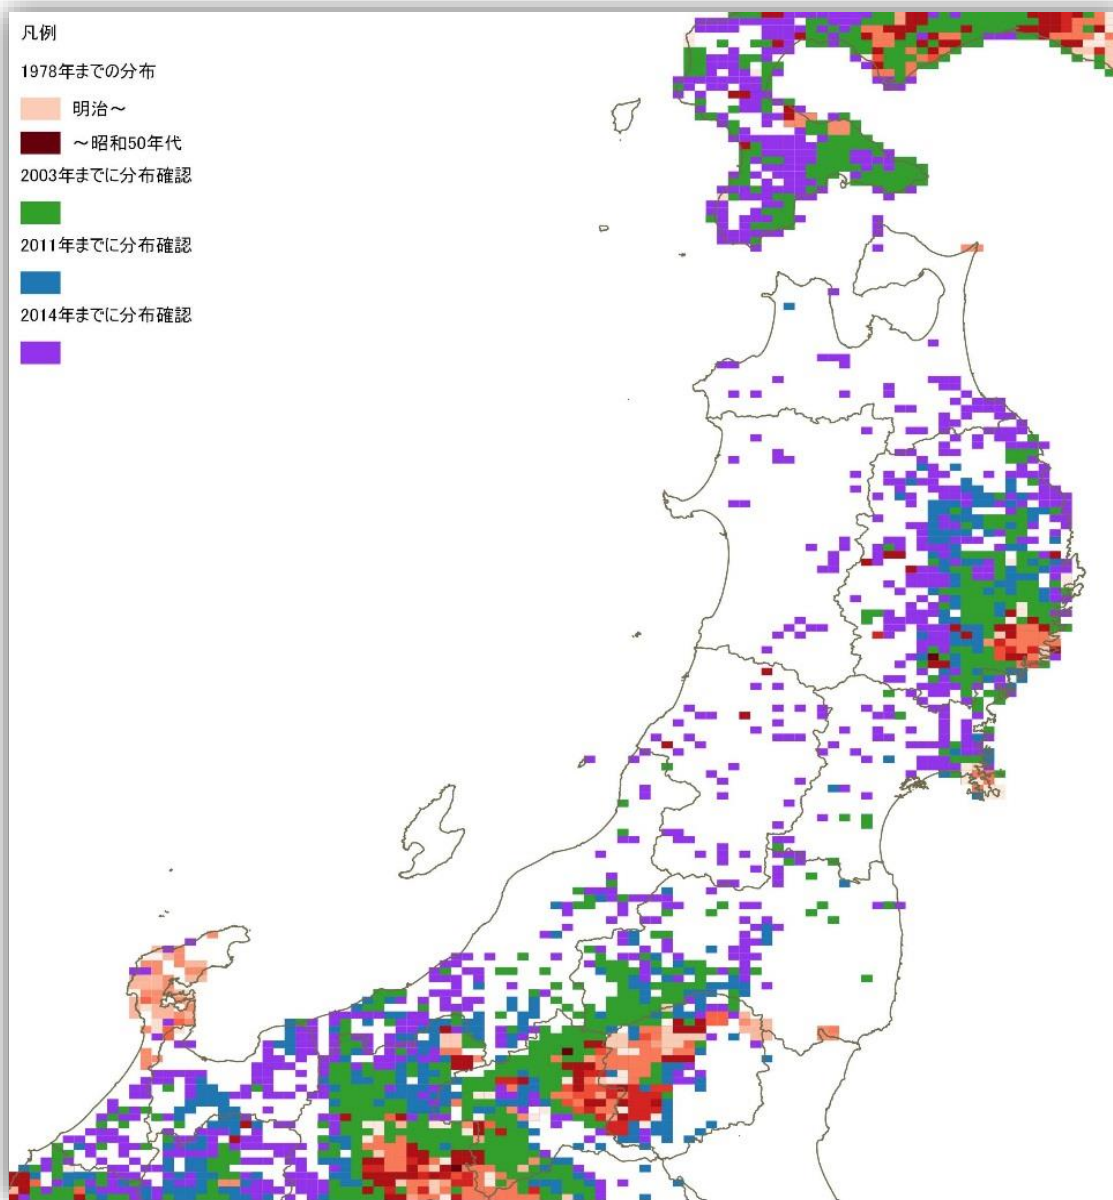 凡例
1978年までの分布
明治～
～昭和50年代
2003年までに分布確認
2011年までに分布確認
2014年までに分布確認